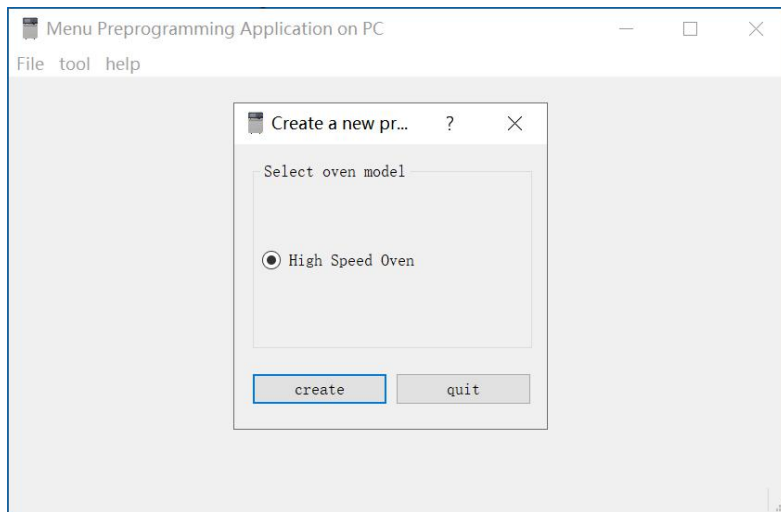 Menu Preprogramming Application on PC
File tool help
Create a new pr... ?
Select oven model
High Speed Oven
create quit